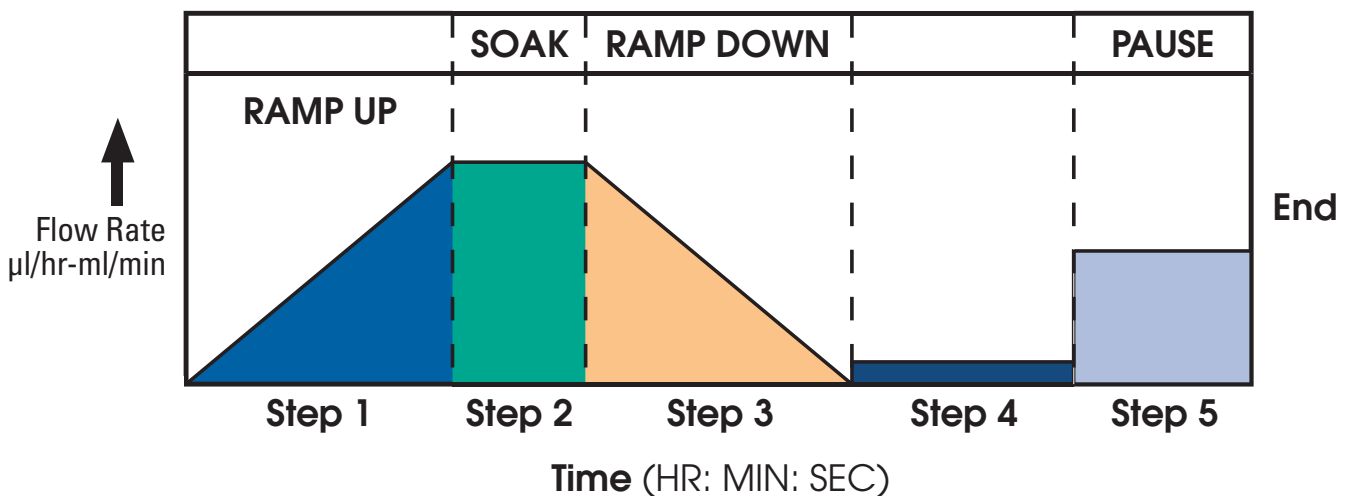 SOAK RAMP DOWN PAUSE
RAMP UP
Flow Rate
µl/hr-ml/min
End
Step 1 Step 2 Step 3 Step 4 Step 5
Time (HR: MIN: SEC)